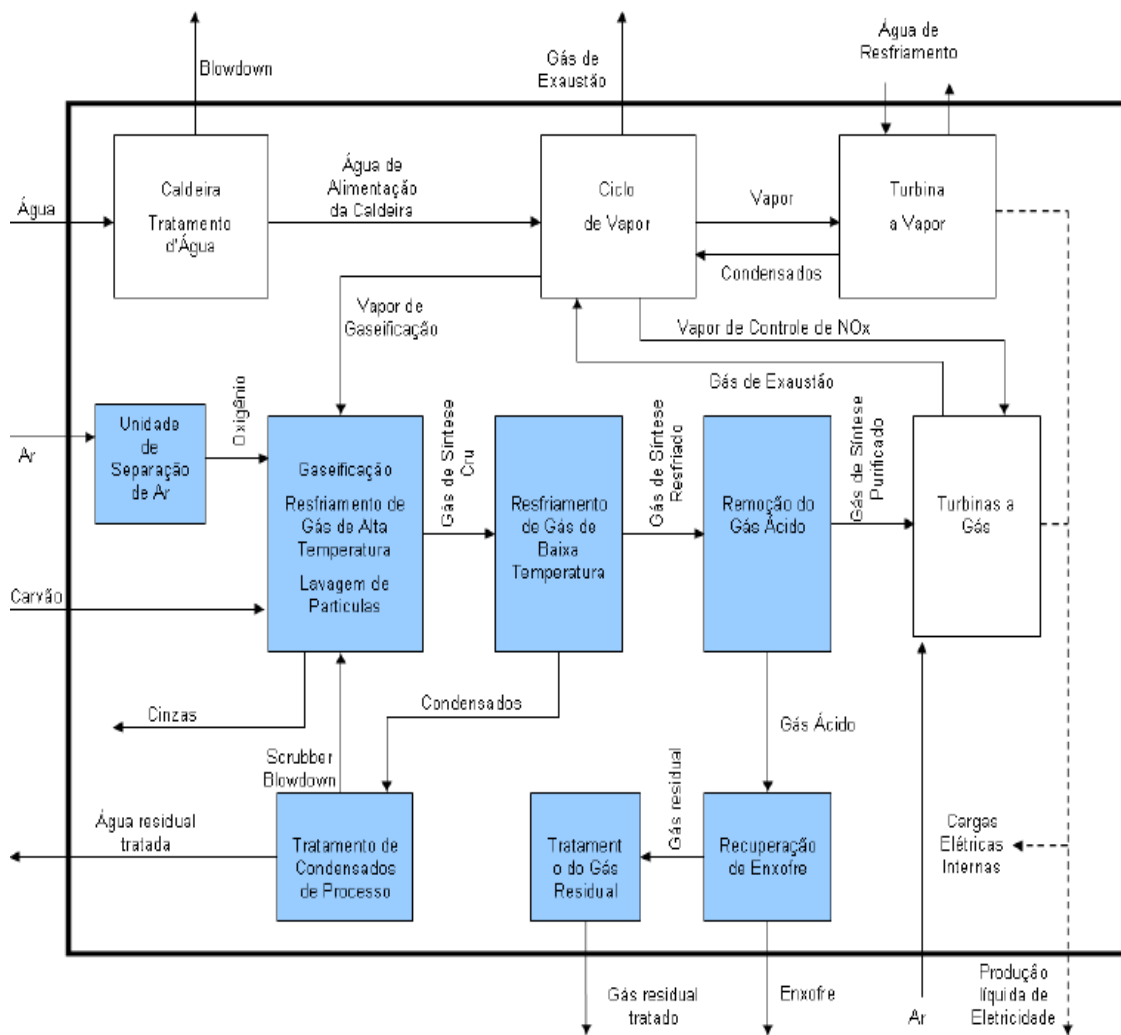 Blowdown
Gás de
Exaustão
Água de
Resfriamento
Água
Caldeira
Tratamento
d'Água
Água de
Alimentação
da Caldeira
Ciclo
de Vapor
Vapor
Condensados
Turbina
a Vapor
Vapor de
Gaseificação
Vapor de Controle de NOx
Gás de Exaustão
Ar
Unidade
de
Separação
de Ar
Oxigênio
Gaseificação
Resfriamento de
Gás de Alta
Temperatura
Lavagem de
Particulas
Gás de Síntese
Cru
Resfriamento
de Gás de
Baixa
Temperatura
Gás de Síntese
Resfriado
Remoção do
Gás Ácido
Gás de Síntese
Purificado
Turbinas a
Gás
Carvão
Cinzas
Condensados
Gás Ácido
Scrubber
Blowdown
Água residual
tratada
Tratamento de
Condensados
de Processo
Tratament
o do Gás
Residual
Gás residual
Recuperação
de Enxofre
Cargas
Elétricas
Internas
Gás residual
tratado
Enxofre
Ar
Produção
líquida de
Eletricidade